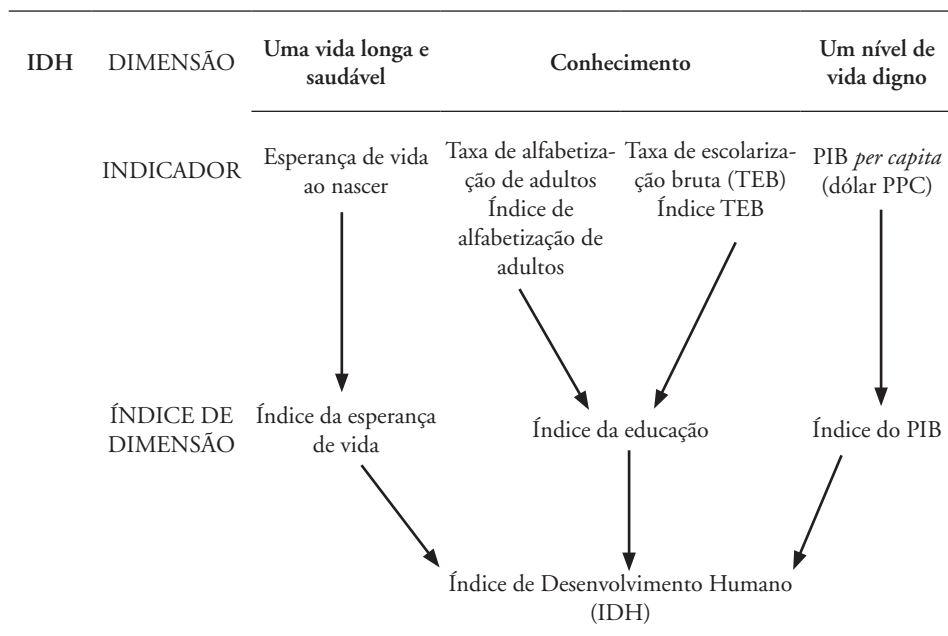 IDH
DIMENSÃO
Uma vida longa e
saudável
Conhecimento
Um nível de
vida digno
INDICADOR
Esperança de vida
ao nascer
Taxa de alfabetiza-
ção de adultos
Índice de
alfabetização de
adultos
Taxa de escolariza-
ção bruta (TEB)
Índice TEB
PIB per capita
(dólar PPC)
ÍNDICE DE
DIMENSÃO
Índice da esperança
de vida
Índice da educação
Índice do PIB
Índice de Desenvolvimento Humano
(IDH)